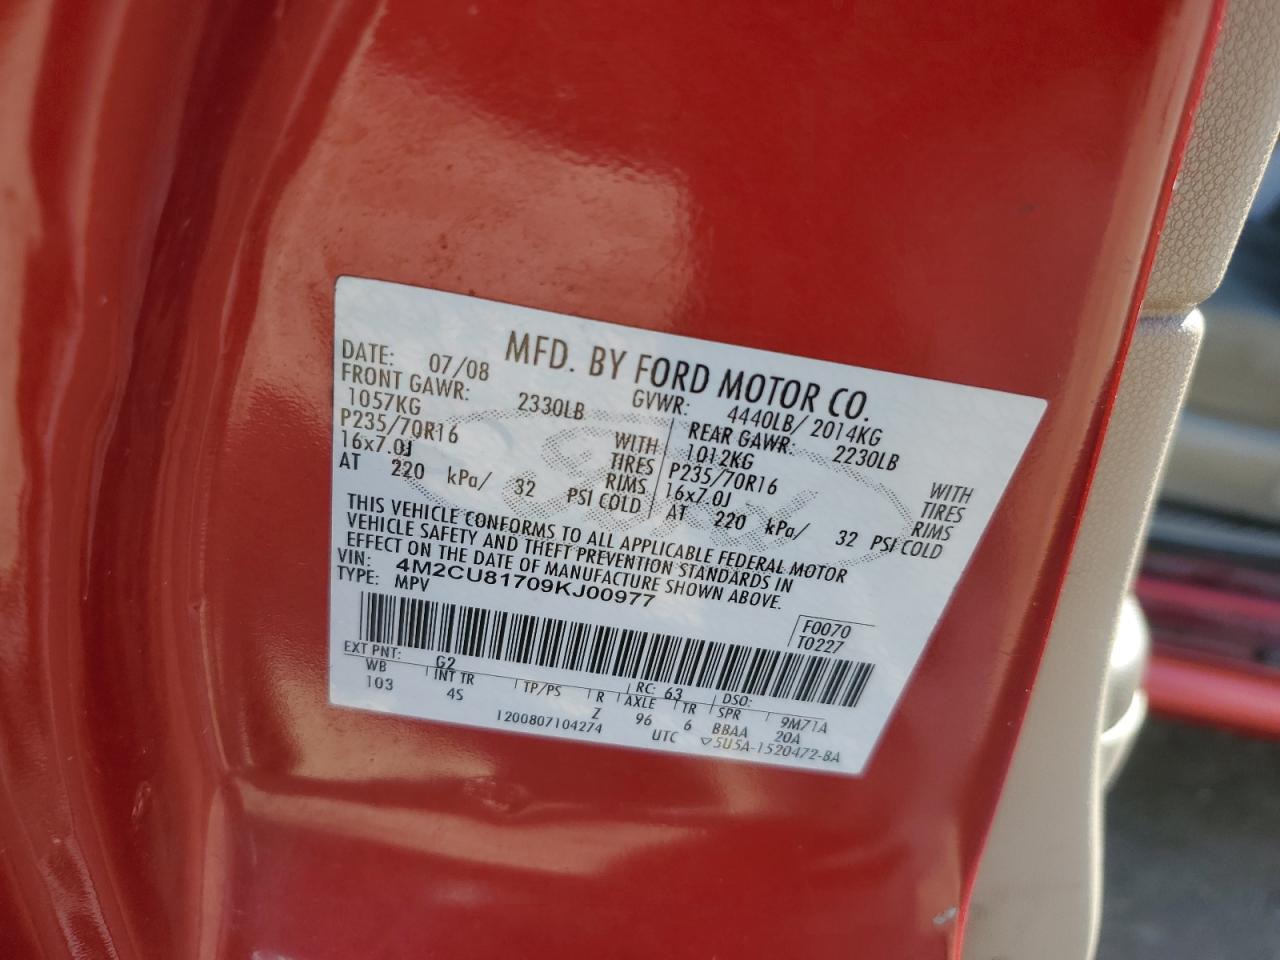 MFD. BY FORD MOTOR CO.
DATE: 07/08 GVWR: 4440LB/ 2014KG
FRONT GAWR: 2330LB REAR GAWR: 2230LB
1057KG WITH 1012KG WITH
P235/70R16 TIRES P235/70R16 TIRES
16x7.0J RIMS 16x7.0J RIMS
AT 220 kPa/ 32 PSI COLD AT 220 kPa/ 32 PSI COLD
THIS VEHICLE CONFORMS TO ALL APPLICABLE FEDERAL MOTOR
VEHICLE SAFETY AND THEFT PREVENTION STANDARDS IN
EFFECT ON THE DATE OF MANUFACTURE SHOWN ABOVE.
VIN: 4M2CU81709KJ00977
TYPE: MPV
F0070
T0227
EXT PNT: G2 RC: 63 DSO:
WB INT TR TP/PS R AXLE TR SPR 9M71A
103 4S Z 96 6 BBAA 20A
1200807104274 UTC ▽5U5A-1520472-BA